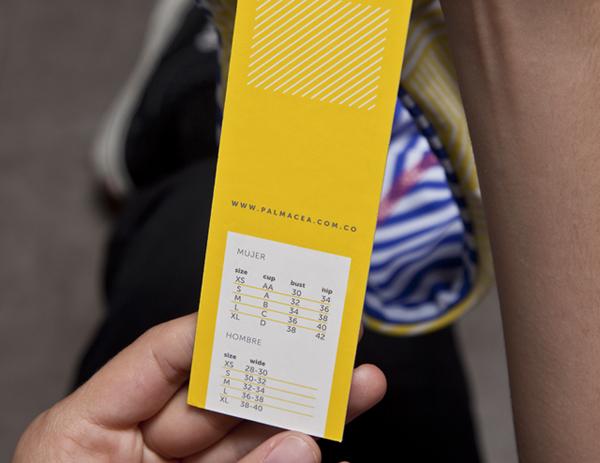 WWW.PALMACEA.COM.CO
MUJER
size cup bust hip
XS AA 30 34
S A 32 36
M B 34 38
L C 36 40
XL D 38 42
HOMBRE
size wide
XS 28-30
S 30-32
M 32-34
L 36-38
XL 38-40